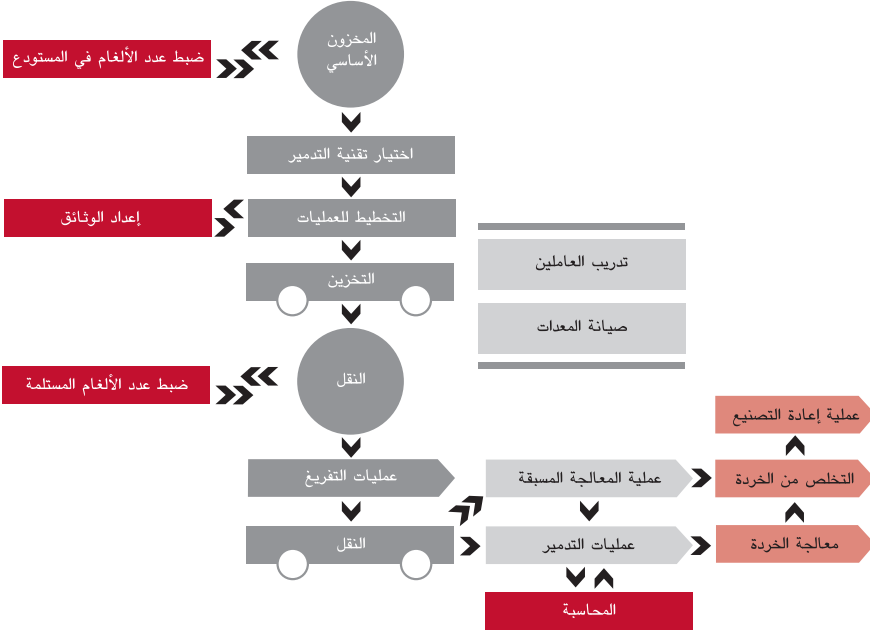 المخزون
الأساسي
ضبط عدد الألغام في المستودع
اختيار تقنية التدمير
التخطيط للعمليات
إعداد الوثائق
تدريب العاملين
التخزين
صيانة المعدات
النقل
ضبط عدد الألغام المستلمة
عملية إعادة التصنيع
عمليات التفريغ
عملية المعالجة المسبقة
التخلص من الخردة
النقل
عمليات التدمير
معالجة الخردة
المحاسبة